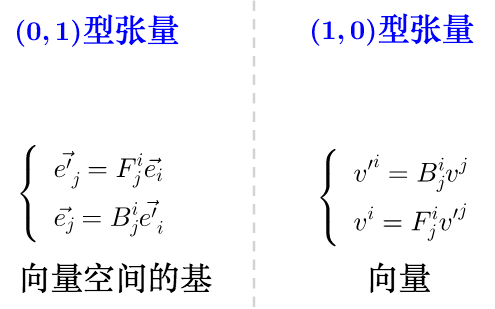 (0, 1)型张量
$\begin{cases} \vec{e'}_j = F^i_j \vec{e}_i \\ \vec{e}_j = B^i_j \vec{e'}_i \end{cases}$
向量空间的基
(1, 0)型张量
$\begin{cases} v'^i = B^i_j v^j \\ v^i = F^i_j v'^j \end{cases}$
向量